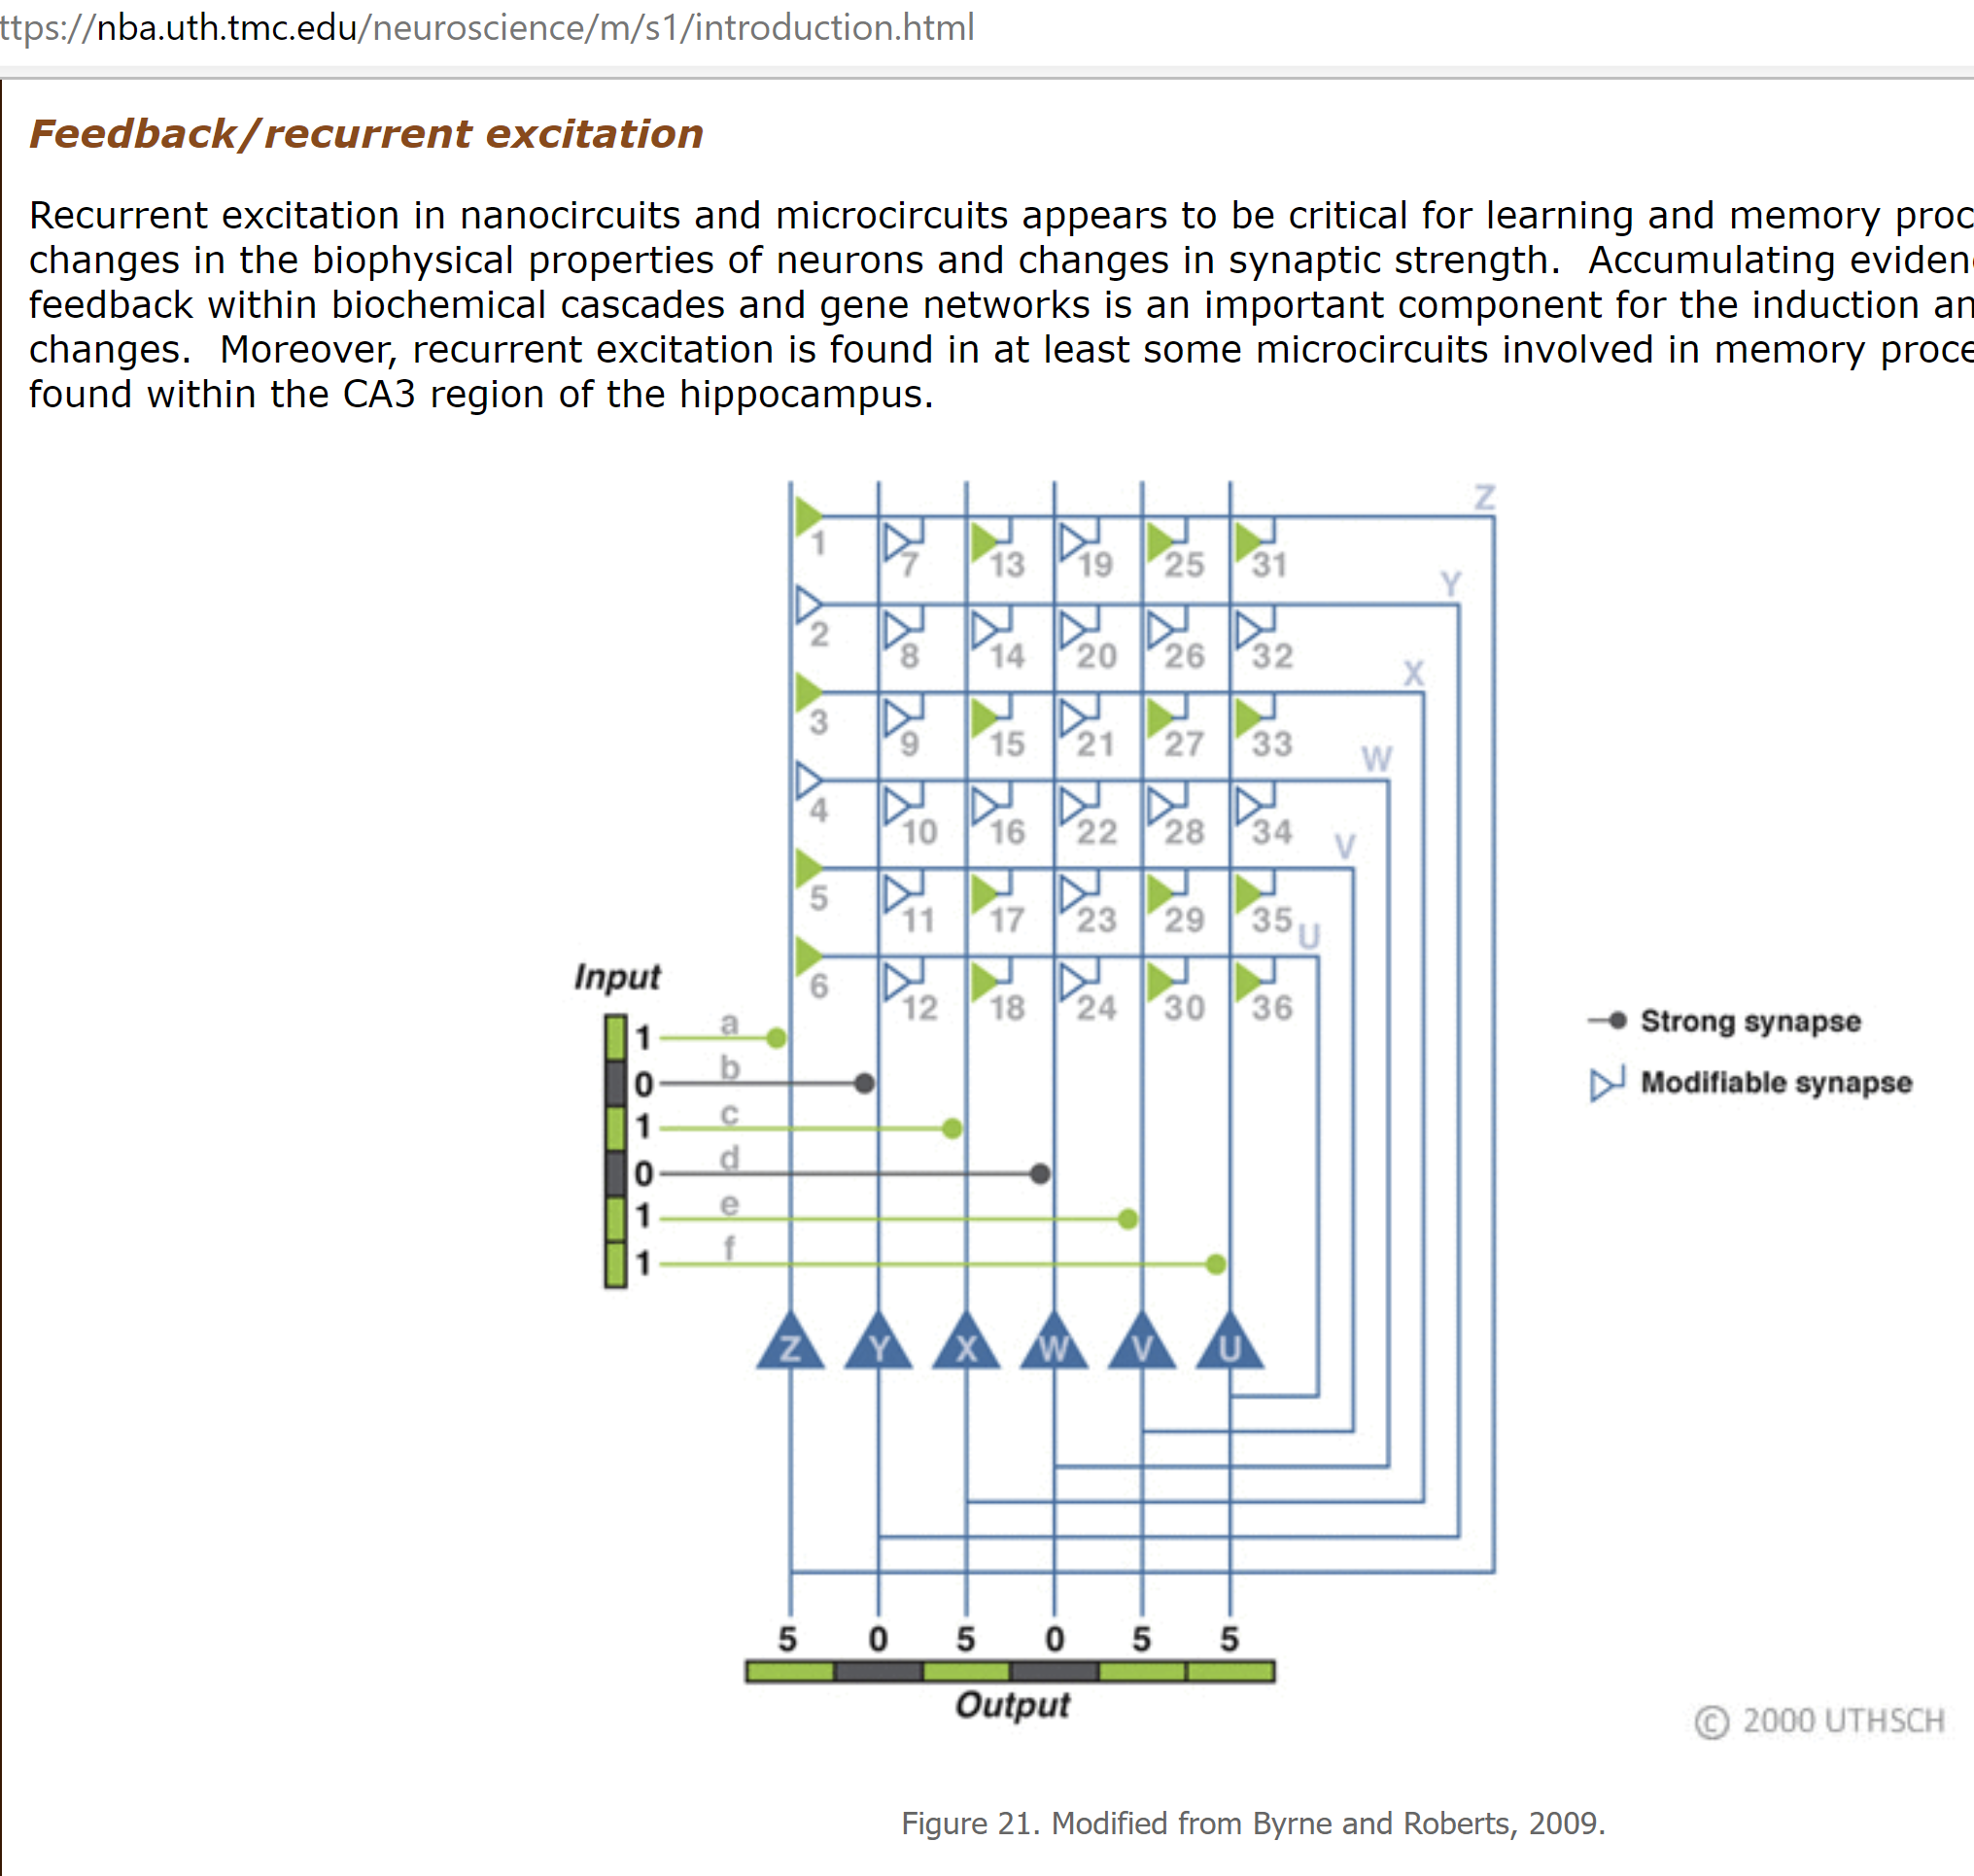 ttps://nba.uth.tmc.edu/neuroscience/m/s1/introduction.html
Feedback/recurrent excitation
Recurrent excitation in nanocircuits and microcircuits appears to be critical for learning and memory proc
changes in the biophysical properties of neurons and changes in synaptic strength. Accumulating eviden
feedback within biochemical cascades and gene networks is an important component for the induction an
changes. Moreover, recurrent excitation is found in at least some microcircuits involved in memory proce
found within the CA3 region of the hippocampus.
Z
1 7 13 19 25 31
Y
2 8 14 20 26 32
X
3 9 15 21 27 33
W
4 10 16 22 28 34
V
5 11 17 23 29 35
U
6 12 18 24 30 36
Input
1 a
0 b
1 c
0 d
1 e
1 f
Strong synapse
Modifiable synapse
Z Y X W V U
5 0 5 0 5 5
Output
© 2000 UTHSCH
Figure 21. Modified from Byrne and Roberts, 2009.